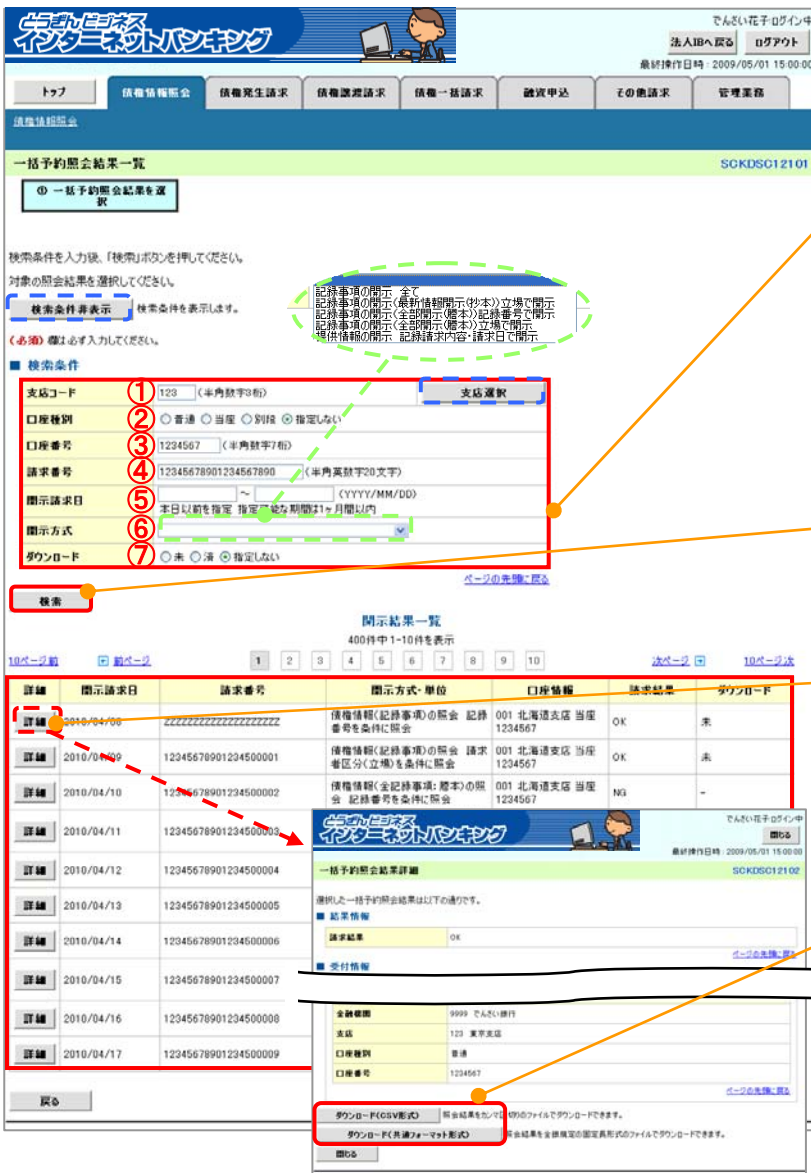 とうぎんビジネス
インターネットバンキング
でんさい花子 ログイン中
法人IBへ戻る ログアウト
最終操作日時：2009/05/01 15:00:00
トップ 債権情報照会 債権発生請求 債権譲渡請求 債権一括請求 融資申込 その他請求 管理業務
債権情報照会
一括予約照会結果一覧 SCKDSC12101
① 一括予約照会結果を選
択
検索条件を入力後、「検索」ボタンを押してください。
対象の照会結果を選択してください。
検索条件非表示 検索条件を表示します。
(必須) 欄は必ず入力してください。
記録事項の開示 全て
記録事項の開示(最新情報開示(抄本))立場で開示
記録事項の開示(全部開示(謄本))記録番号で開示
記録事項の開示(全部開示(謄本))立場で開示
提供情報の開示 記録請求内容・請求日で開示
■ 検索条件
支店コード ① 123 (半角数字3桁) 支店選択
口座種別 ② 普通 当座 別段 指定しない
口座番号 ③ 1234567 (半角数字7桁)
請求番号 ④ 12345678901234567890 (半角英数字20文字)
開示請求日 ⑤ ～ (YYYY/MM/DD)
本日以前を指定 指定可能な期間は1ヶ月間以内
開示方式 ⑥
ダウンロード ⑦ 未 済 指定しない
ページの先頭に戻る
検索
開示結果一覧
400件中 1-10件を表示
10ページ前 前ページ 1 2 3 4 5 6 7 8 9 10 次ページ 10ページ次
詳細 開示請求日 請求番号 開示方式・単位 口座情報 請求結果 ダウンロード
詳細 2010/04/08 ZZZZZZZZZZZZZZZZZZZZ 債権情報(記録事項)の照会 記録番号を条件に照会 001 北海道支店 当座 1234567 OK 未
詳細 2010/04/09 12345678901234500001 債権情報(記録事項)の照会 請求者区分(立場)を条件に照会 001 北海道支店 当座 1234567 OK 未
詳細 2010/04/10 12345678901234500002 債権情報(全記録事項:謄本)の照会 記録番号を条件に照会 001 北海道支店 当座 1234567 NG -
詳細 2010/04/11 12345678901234500003
詳細 2010/04/12 12345678901234500004
詳細 2010/04/13 12345678901234500005
詳細 2010/04/14 12345678901234500006
詳細 2010/04/15 12345678901234500007
詳細 2010/04/16 12345678901234500008
詳細 2010/04/17 12345678901234500009
戻る
とうぎんビジネス
インターネットバンキング
でんさい花子 ログイン中
閉じる
最終操作日時：2009/05/01 15:00:00
一括予約照会結果詳細 SCKDSC12102
選択した一括予約照会結果は以下の通りです。
■ 結果情報
請求結果 OK
ページの先頭に戻る
■ 受付情報
金融機関 9999 でんさい銀行
支店 123 東京支店
口座種別 普通
口座番号 1234567
ページの先頭に戻る
ダウンロード(CSV形式) 照会結果をカンマ区切りのファイルでダウンロードできます。
ダウンロード(共通フォーマット形式) 照会結果を全銀規定の固定長形式のファイルでダウンロードできます。
閉じる